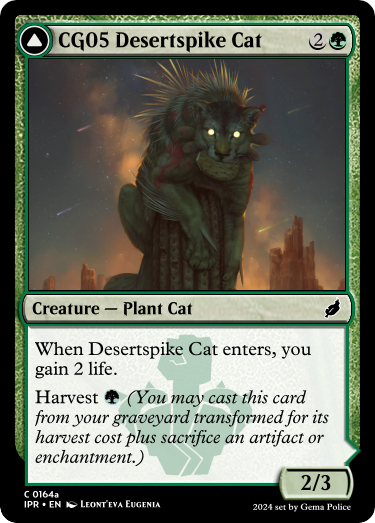 CG05 Desertspike Cat 2
Creature — Plant Cat
When Desertspike Cat enters, you
gain 2 life.
Harvest (You may cast this card
from your graveyard transformed for its
harvest cost plus sacrifice an artifact or
enchantment.)
2/3
C 0164a
IPR • EN Leont'eva Eugenia
2024 set by Gema Police